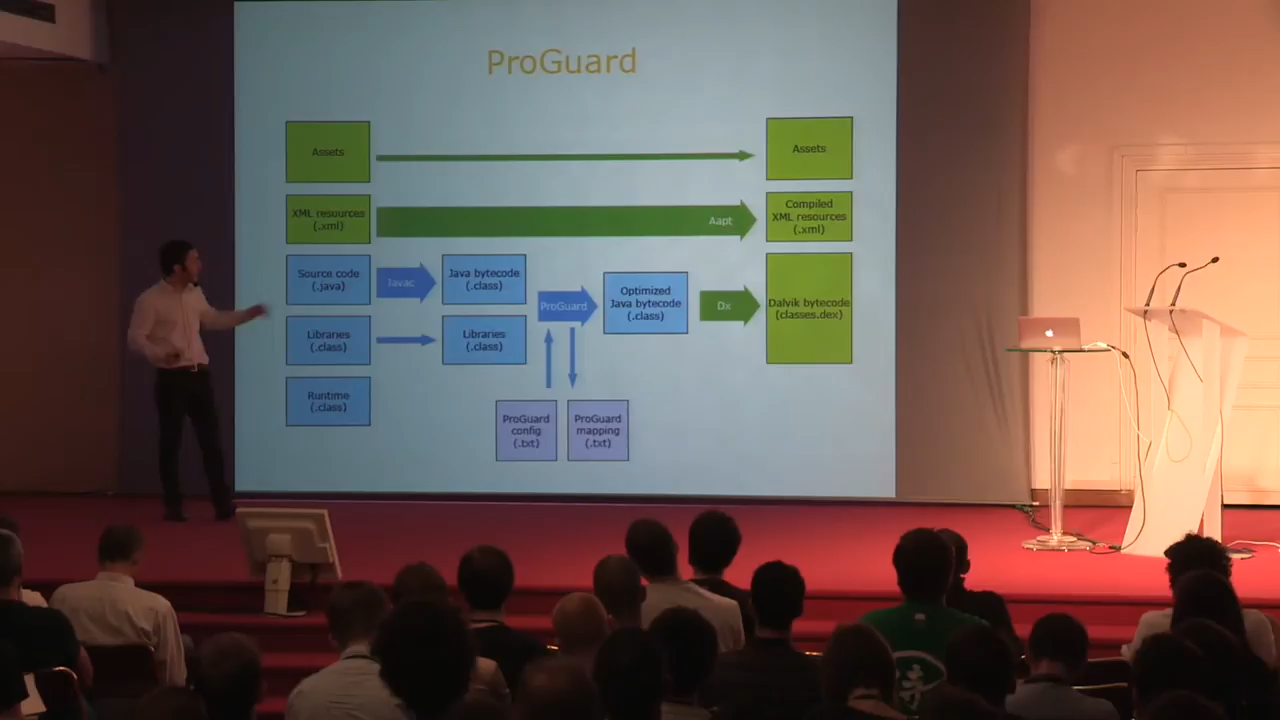 ProGuard
Assets
Assets
XML resources
(.xml)
Aapt
Compiled
XML resources
(.xml)
Source code
(.java)
Javac
Java bytecode
(.class)
ProGuard
Optimized
Java bytecode
(.class)
Dx
Dalvik bytecode
(classes.dex)
Libraries
(.class)
Libraries
(.class)
Runtime
(.class)
ProGuard
config
(.txt)
ProGuard
mapping
(.txt)